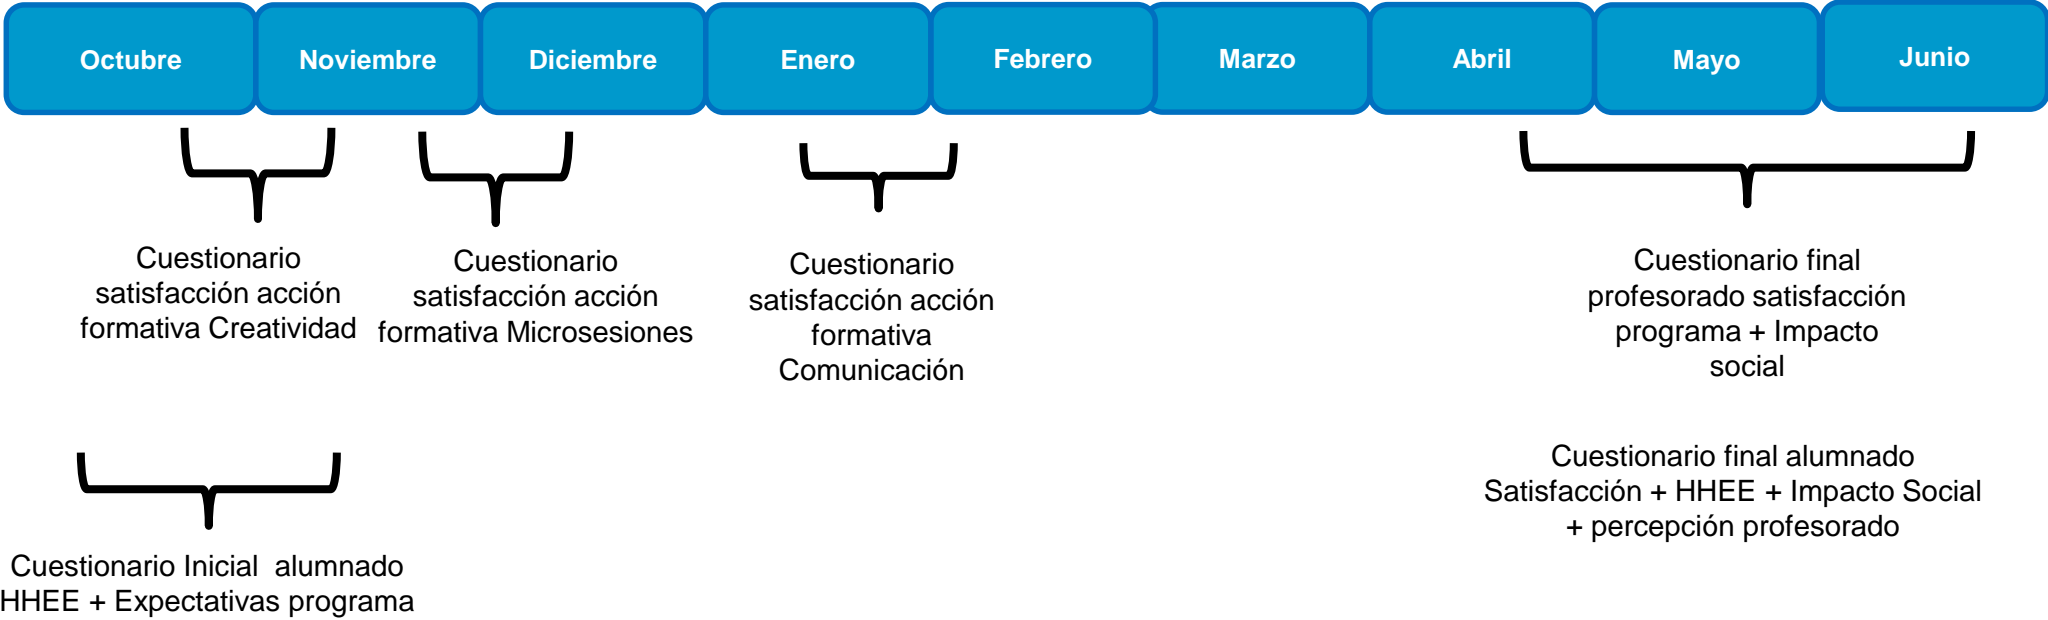 Octubre
Noviembre
Diciembre
Enero
Febrero
Marzo
Abril
Mayo
Junio
Cuestionario
satisfacción acción
formativa Creatividad
Cuestionario
satisfacción acción
formativa Microsesiones
Cuestionario
satisfacción acción
formativa
Comunicación
Cuestionario final
profesorado satisfacción
programa + Impacto
social
Cuestionario final alumnado
Satisfacción + HHEE + Impacto Social
+ percepción profesorado
Cuestionario Inicial  alumnado
HHEE + Expectativas programa